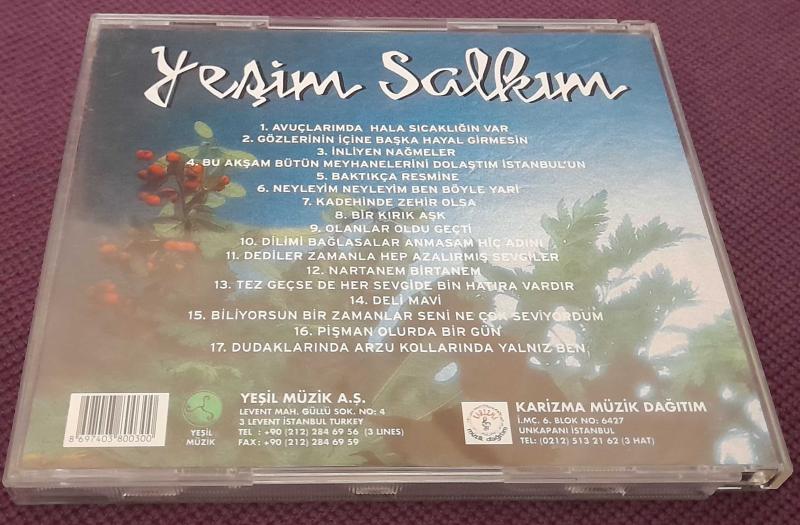 Yeşim Salkım
1. AVUÇLARIMDA HALA SICAKLIĞIN VAR
2. GÖZLERİNİN İÇİNE BAŞKA HAYAL GİRMESİN
3. İNLİYEN NAĞMELER
4. BU AKŞAM BÜTÜN MEYHANELERİNİ DOLAŞTIM İSTANBUL'UN
5. BAKTIKÇA RESMİNE
6. NEYLEYİM NEYLEYİM BEN BÖYLE YARİ
7. KADEHİNDE ZEHİR OLSA
8. BİR KIRIK AŞK
9. OLANLAR OLDU GEÇTİ
10. DİLİMİ BAĞLASALAR ANMASAM HİÇ ADINI
11. DEDİLER ZAMANLA HEP AZALIRMIŞ SEVGİLER
12. NARTANEM BİRTANEM
13. TEZ GEÇSE DE HER SEVGİDE BİN HATIRA VARDIR
14. DELİ MAVİ
15. BİLİYORSUN BİR ZAMANLAR SENİ NE ÇOK SEVİYORDUM
16. PİŞMAN OLURDA BİR GÜN
17. DUDAKLARINDA ARZU KOLLARINDA YALNIZ BEN
8 697403 800300
YEŞİL
MÜZİK
YEŞİL MÜZİK A.Ş.
LEVENT MAH. GÜLLÜ SOK. NO: 4
3 LEVENT İSTANBUL TURKEY
TEL : +90 (212) 284 69 56 (3 LINES)
FAX : +90 (212) 284 69 59
KARİZMA
müzik dağıtım
KARİZMA MÜZİK DAĞITIM
İ.MÇ. 6. BLOK NO: 6427
UNKAPANI İSTANBUL
TEL: (0212) 513 21 62 (3 HAT)